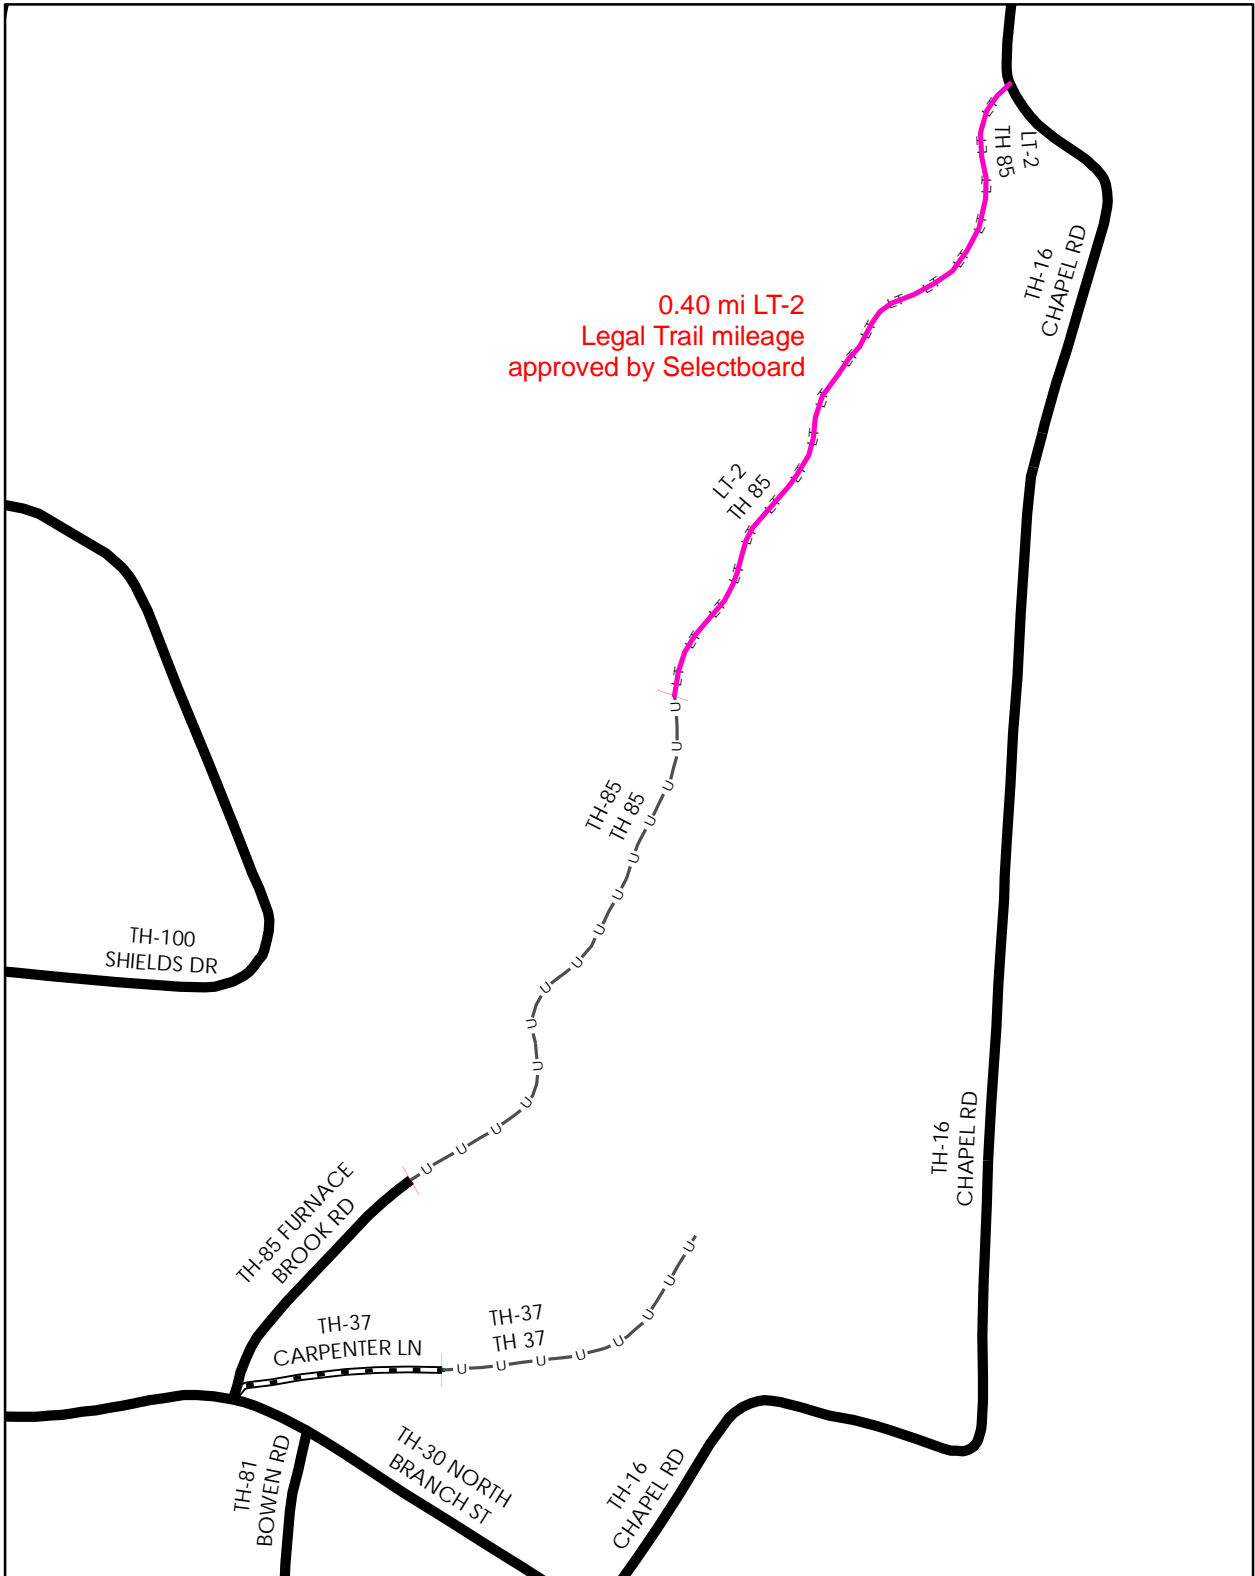 LT-2
TH 85
TH-16
CHAPEL RD
0.40 mi LT-2
Legal Trail mileage
approved by Selectboard
LT-2
TH 85
TH-85
TH 85
TH-100
SHIELDS DR
TH-16
CHAPEL RD
TH-85 FURNACE
BROOK RD
TH-37
CARPENTER LN
TH-37
TH 37
TH-30 NORTH
BRANCH ST
TH-81
BOWEN RD
TH-16
CHAPEL RD